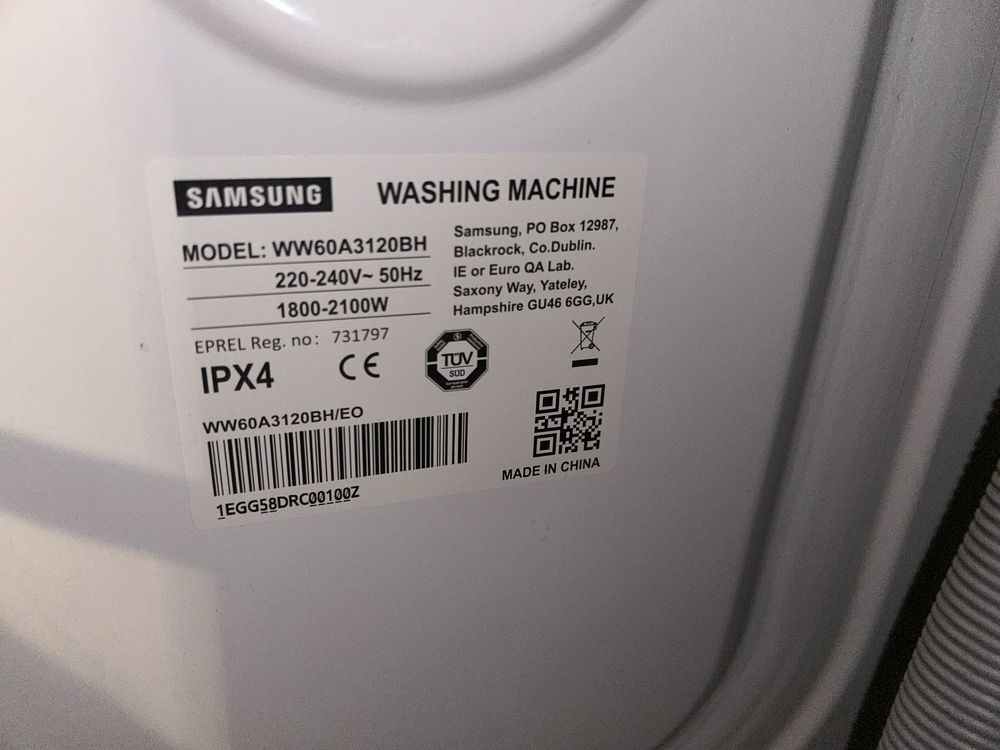 SAMSUNG
WASHING MACHINE
MODEL: WW60A3120BH
220-240V~ 50Hz
1800-2100W
Samsung, PO Box 12987,
Blackrock, Co.Dublin.
IE or Euro QA Lab.
Saxony Way, Yateley,
Hampshire GU46 6GG,UK
EPREL Reg. no : 731797
IPX4
CE
TÜV
SÜD
WW60A3120BH/EO
1EGG58DRC00100Z
MADE IN CHINA